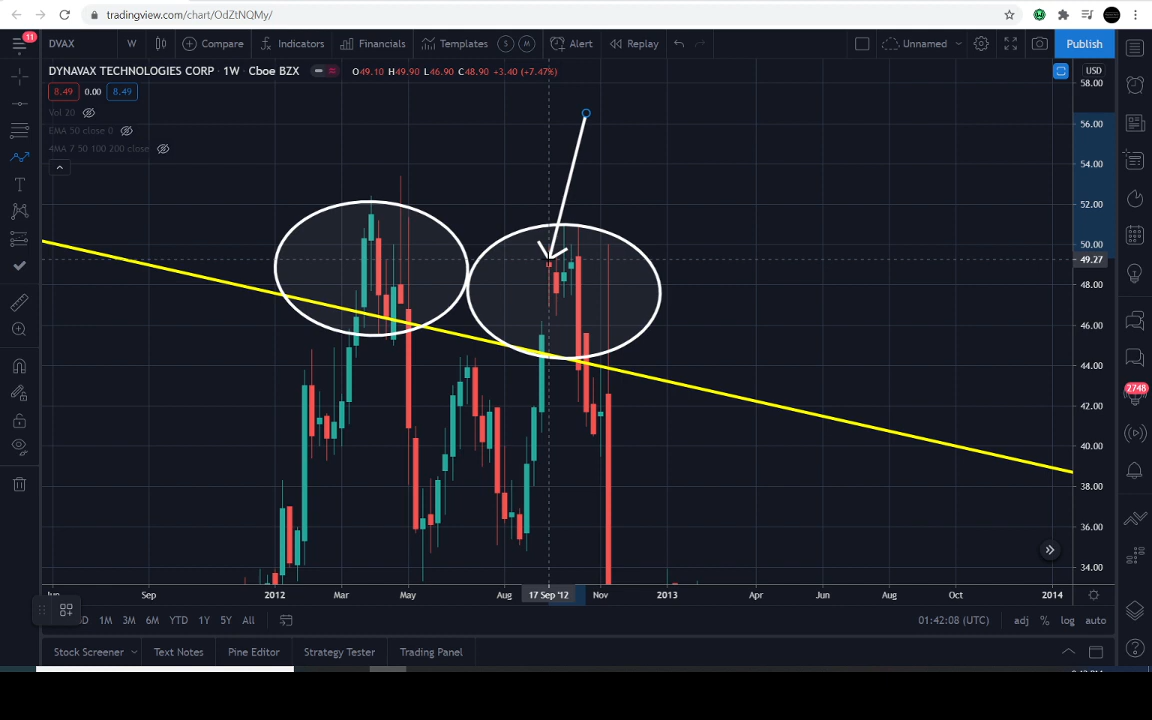 tradingview.com/chart/OdZtNQMy/
11
DVAX W Compare Indicators Financials Templates S M Alert Replay Unnamed Publish
DYNAVAX TECHNOLOGIES CORP · 1W · Cboe BZX O49.10 H49.90 L46.90 C48.90 +3.40 (+7.47%)
USD
8.49 0.00 8.49
Vol 20
EMA 50 close 0
4MA 7 50 100 200 close
58.00
56.00
54.00
52.00
50.00
49.27
48.00
46.00
44.00
42.00
40.00
38.00
36.00
34.00
2748
Sep 2012 Mar May Aug 17 Sep '12 Nov 2013 Apr Jun Aug Oct 2014
1M 3M 6M YTD 1Y 5Y All 01:42:08 (UTC) adj % log auto
Stock Screener Text Notes Pine Editor Strategy Tester Trading Panel